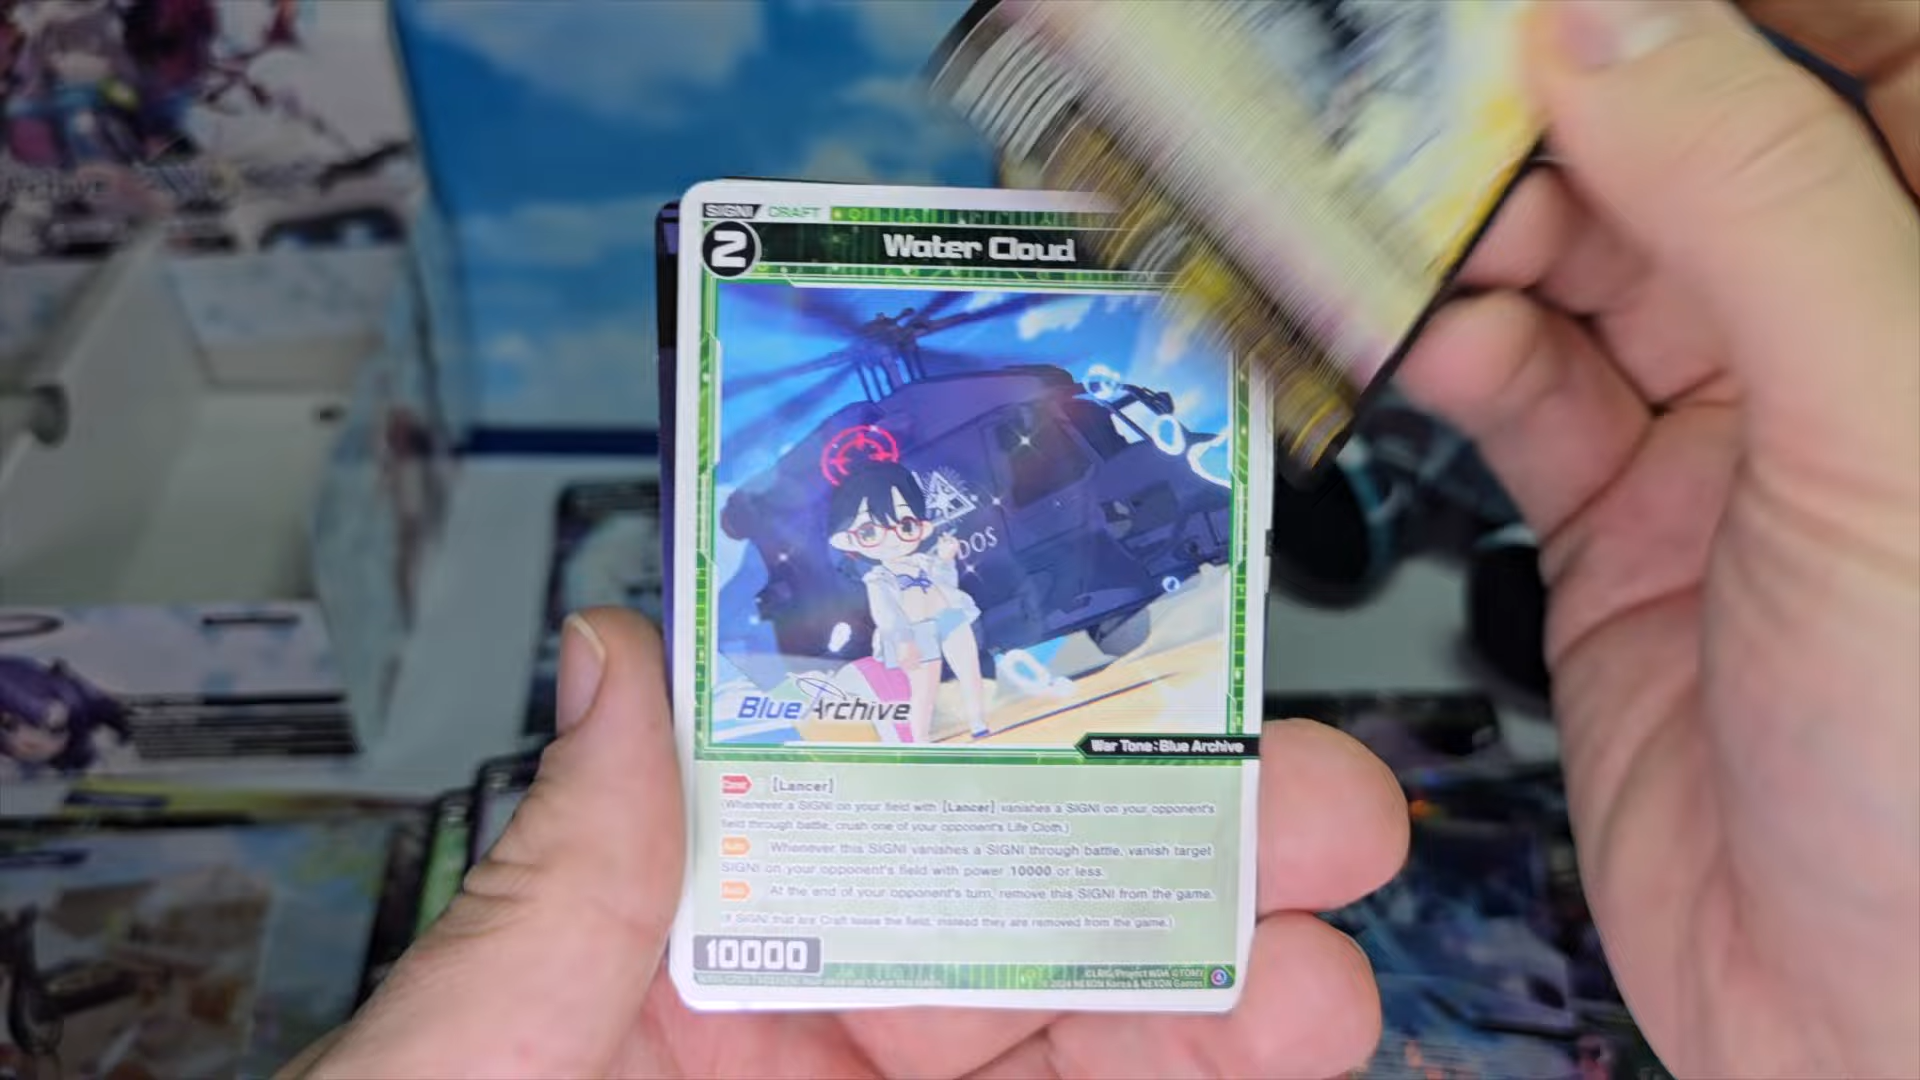 SIGNI CRAFT
2
Water Cloud
DOS
Blue Archive
War Tone:Blue Archive
[Lancer]
(Whenever a SIGNI on your field with [Lancer] vanishes a SIGNI on your opponent's
field through battle, crush one of your opponent's Life Cloth.)
Auto Whenever this SIGNI vanishes a SIGNI through battle, vanish target
SIGNI on your opponent's field with power 10000 or less.
Auto At the end of your opponent's turn, remove this SIGNI from the game.
(If SIGNI that are Craft leave the field, instead they are removed from the game.)
10000
©LRIG/Project WDA ©TOMY
© 2024 NEXON Korea & NEXON Games